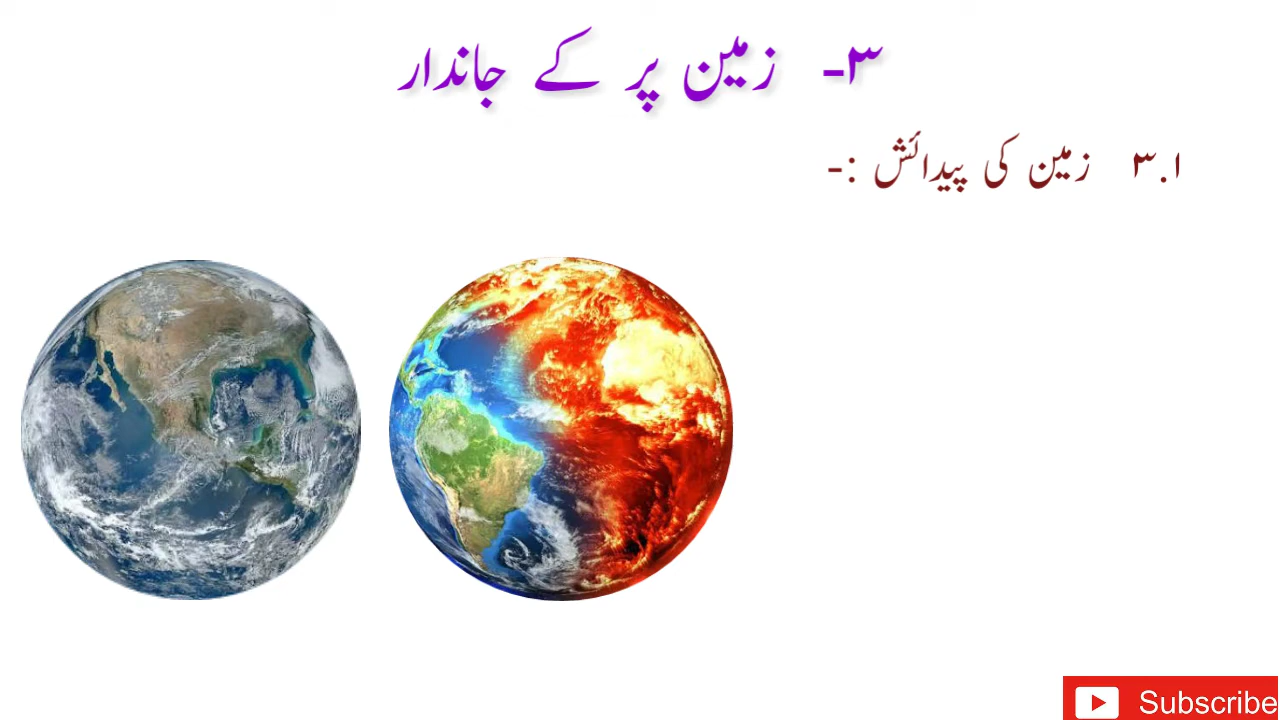 ۳- زمین پر کے جاندار
۳.۱ زمین کی پیدائش :-
Subscribe